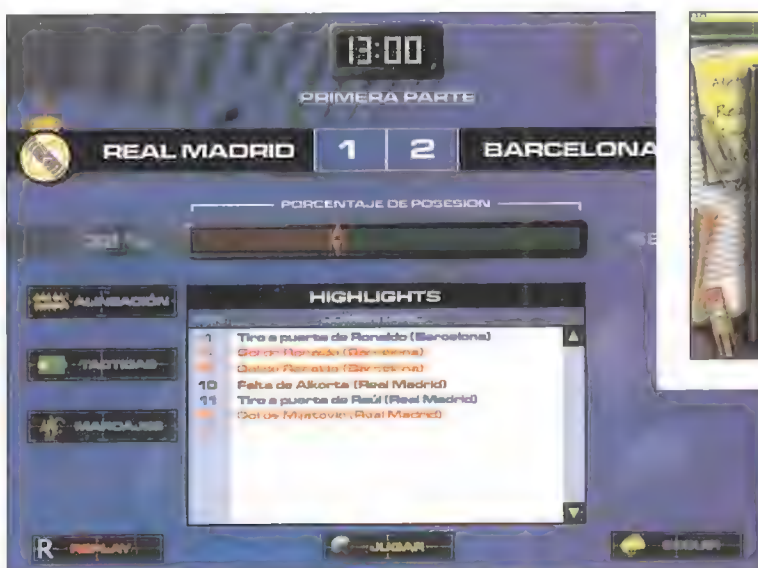 13:00
PRIMERA PARTE
REAL MADRID 1 2 BARCELONA
PORCENTAJE DE POSESION
ALINEACIÓN
HIGHLIGHTS
1 Tiro a puerta de Ronaldo (Barcelona)
Gol de Ronaldo (Barcelona)
Gol de Ronaldo (Barcelona)
TACTICAS
10 Falta de Alkorta (Real Madrid)
11 Tiro a puerta de Raúl (Real Madrid)
Gol de Mijatovic (Real Madrid)
MARCAJES
R REPLAY
JUGAR
SEGUIR